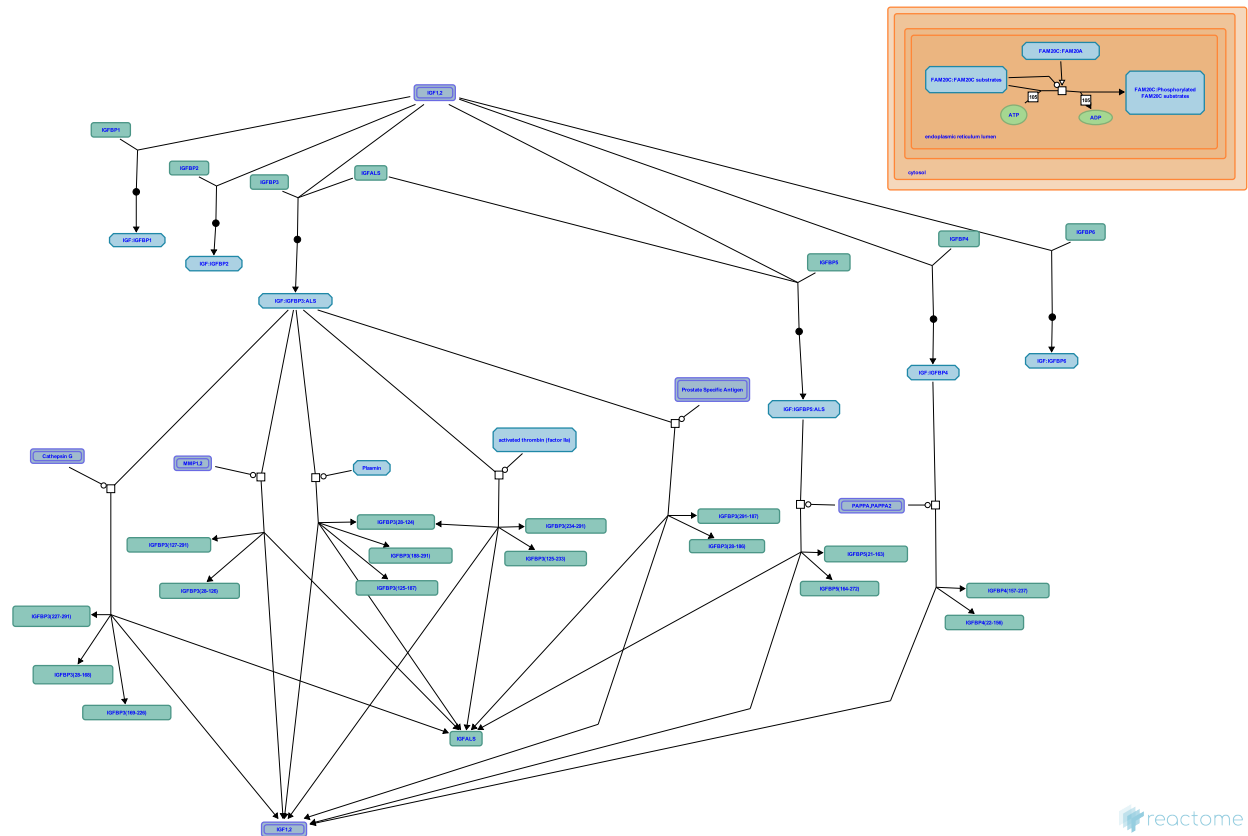 FAM20C:FAM20A
FAM20C:FAM20C substrates
FAM20C:Phosphorylated
FAM20C substrates
105
105
ATP
ADP
endoplasmic reticulum lumen
cytosol
IGF1,2
IGFBP1
IGFBP2
IGFBP3
IGFALS
IGFBP5
IGFBP4
IGFBP6
IGF:IGFBP1
IGF:IGFBP2
IGF:IGFBP3:ALS
IGF:IGFBP6
IGF:IGFBP4
IGF:IGFBP5:ALS
Prostate Specific Antigen
activated thrombin (factor IIa)
Cathepsin G
MMP1,2
Plasmin
PAPPA,PAPPA2
IGFBP3(28-124)
IGFBP3(234-291)
IGFBP3(291-187)
IGFBP3(127-291)
IGFBP3(188-291)
IGFBP3(125-233)
IGFBP3(28-186)
IGFBP5(21-163)
IGFBP3(28-126)
IGFBP3(125-187)
IGFBP5(164-272)
IGFBP4(157-237)
IGFBP3(227-291)
IGFBP4(22-156)
IGFBP3(28-168)
IGFBP3(169-226)
IGFALS
IGF1,2
reactome